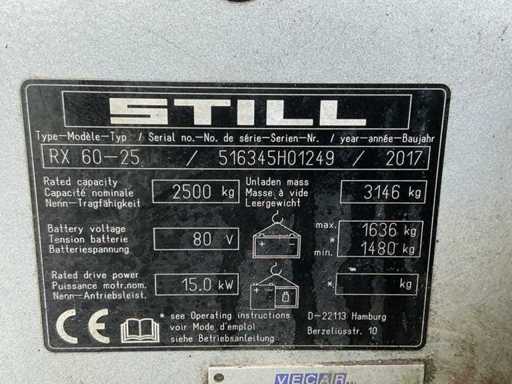 STILL
Type-Modèle-Typ / Serial no.-No. de série-Serien-Nr. / year-année-Baujahr
RX 60-25 / 516345H01249 / 2017
Rated capacity
Capacité nominale
Nenn-Tragfähigkeit
2500 kg
Unladen mass
Masse à vide
Leergewicht
3146 kg
Battery voltage
Tension batterie
Batteriespannung
80 V
max. 1636 kg
*
min. 1480 kg
Rated drive power
Puissance motr.nom.
Nenn-Antriebsleist.
15.0 kW
* kg
CE
* see Operating instructions
voir Mode d'emploi
siehe Betriebsanleitung
D-22113 Hamburg
Berzeliusstr. 10
VECAR